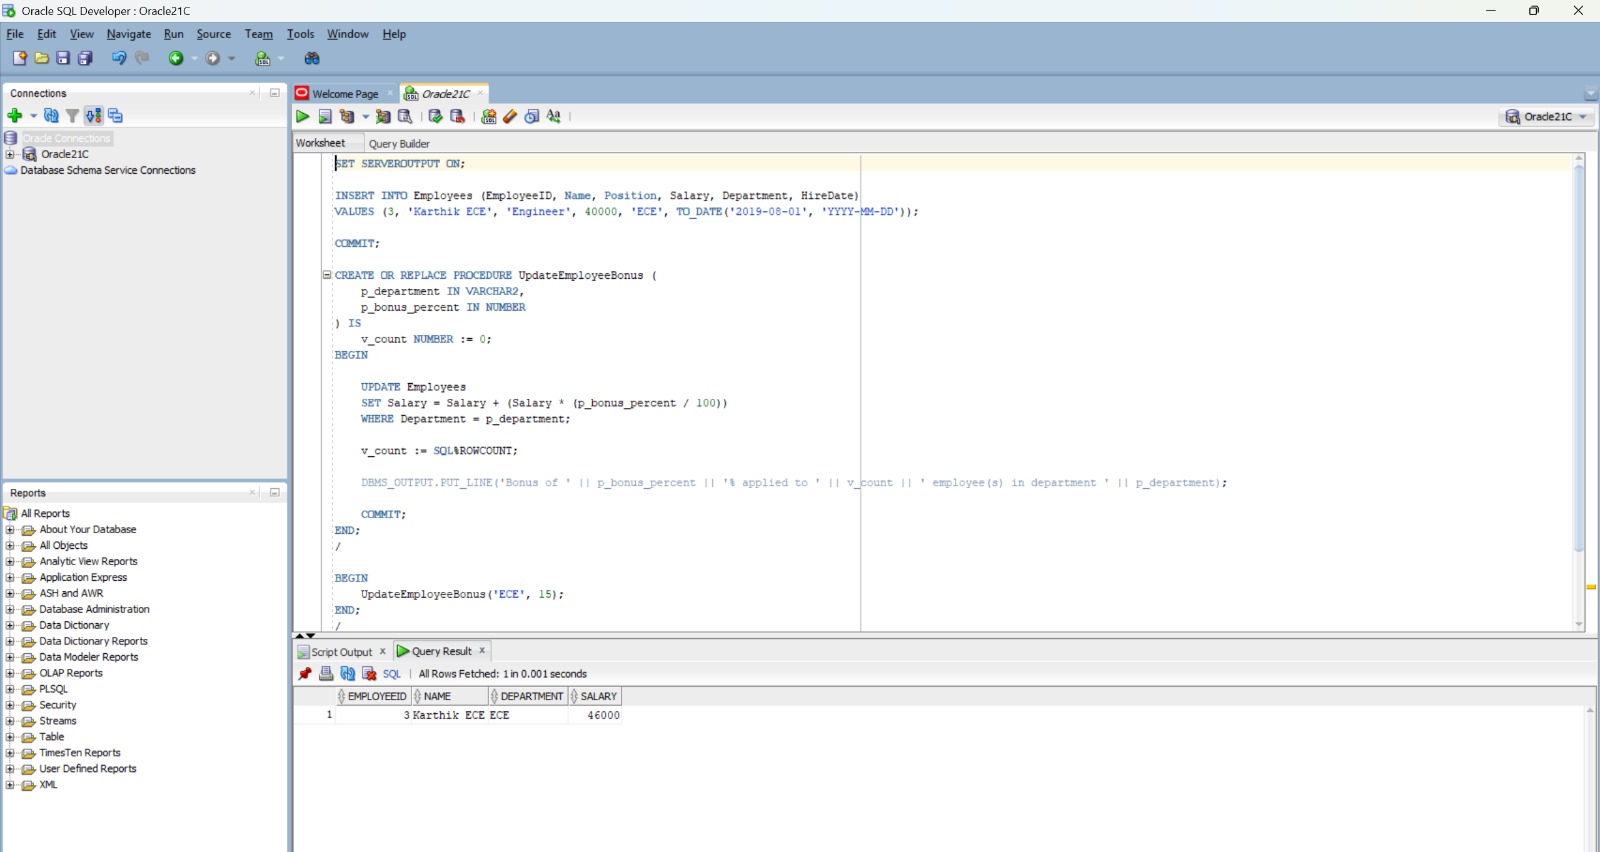 Oracle SQL Developer : Oracle21C
File Edit View Navigate Run Source Team Tools Window Help
Connections
Oracle Connections
Oracle21C
Database Schema Service Connections
Reports
All Reports
About Your Database
All Objects
Analytic View Reports
Application Express
ASH and AWR
Database Administration
Data Dictionary
Data Dictionary Reports
Data Modeler Reports
OLAP Reports
PLSQL
Security
Streams
Table
TimesTen Reports
User Defined Reports
XML
Welcome Page Oracle21C
Oracle21C
Worksheet Query Builder
SET SERVEROUTPUT ON;
INSERT INTO Employees (EmployeeID, Name, Position, Salary, Department, HireDate)
VALUES (3, 'Karthik ECE', 'Engineer', 40000, 'ECE', TO_DATE('2019-08-01', 'YYYY-MM-DD'));
COMMIT;
CREATE OR REPLACE PROCEDURE UpdateEmployeeBonus (
p_department IN VARCHAR2,
p_bonus_percent IN NUMBER
) IS
v_count NUMBER := 0;
BEGIN
UPDATE Employees
SET Salary = Salary + (Salary * (p_bonus_percent / 100))
WHERE Department = p_department;
v_count := SQL%ROWCOUNT;
DBMS_OUTPUT.PUT_LINE('Bonus of ' || p_bonus_percent || '% applied to ' || v_count || ' employee(s) in department ' || p_department);
COMMIT;
END;
/
BEGIN
UpdateEmployeeBonus('ECE', 15);
END;
/
Script Output Query Result
SQL | All Rows Fetched: 1 in 0.001 seconds
EMPLOYEEID NAME DEPARTMENT SALARY
1 3 Karthik ECE ECE 46000